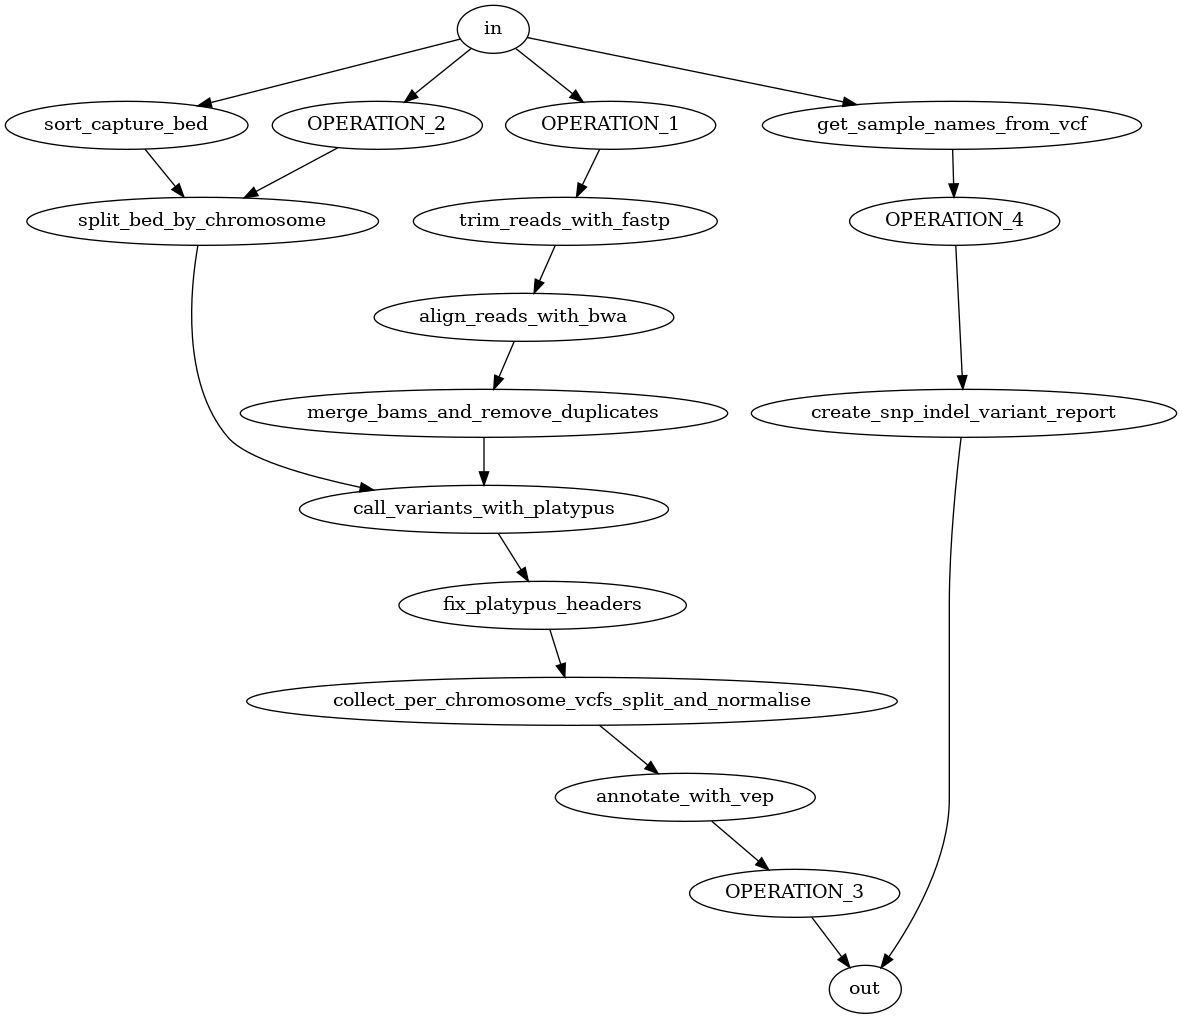 in
sort_capture_bed
OPERATION_2
OPERATION_1
get_sample_names_from_vcf
split_bed_by_chromosome
trim_reads_with_fastp
OPERATION_4
align_reads_with_bwa
merge_bams_and_remove_duplicates
create_snp_indel_variant_report
call_variants_with_platypus
fix_platypus_headers
collect_per_chromosome_vcfs_split_and_normalise
annotate_with_vep
OPERATION_3
out